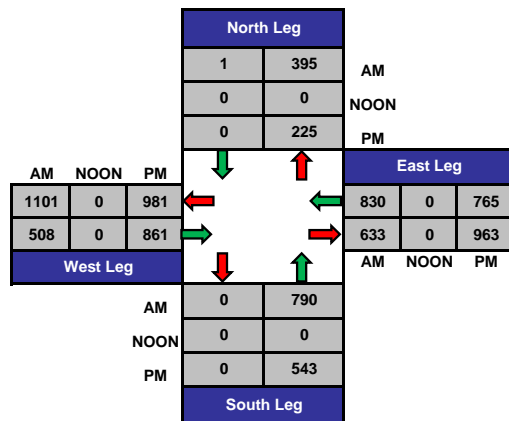 North Leg
1 395 AM
0 0 NOON
0 225 PM
East Leg
AM NOON PM
1101 0 981 830 0 765
508 0 861 633 0 963
West Leg AM NOON PM
AM 0 790
NOON 0 0
PM 0 543
South Leg